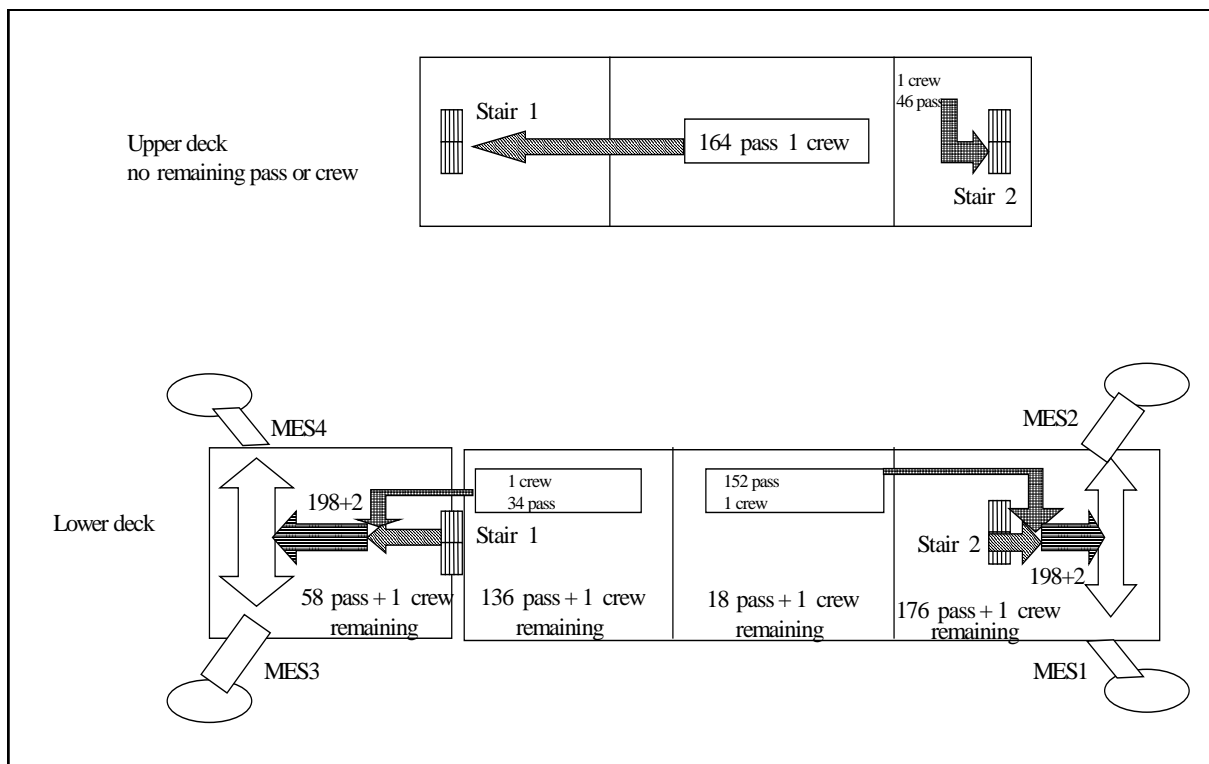 1 crew
46 pass
Stair 1
164 pass 1 crew
Upper deck
no remaining pass or crew
Stair 2
MES4
MES2
1 crew
34 pass
152 pass
1 crew
198+2
Lower deck
Stair 1
Stair 2
198+2
58 pass + 1 crew
remaining
136 pass + 1 crew
remaining
18 pass + 1 crew
remaining
176 pass + 1 crew
remaining
MES3
MES1